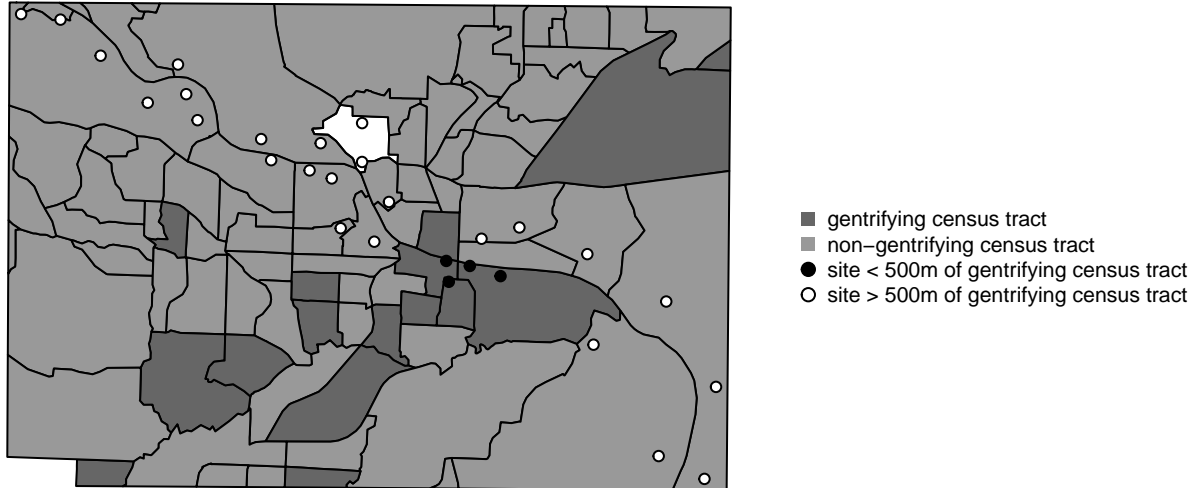 gentrifying census tract
non−gentrifying census tract
site < 500m of gentrifying census tract
site > 500m of gentrifying census tract